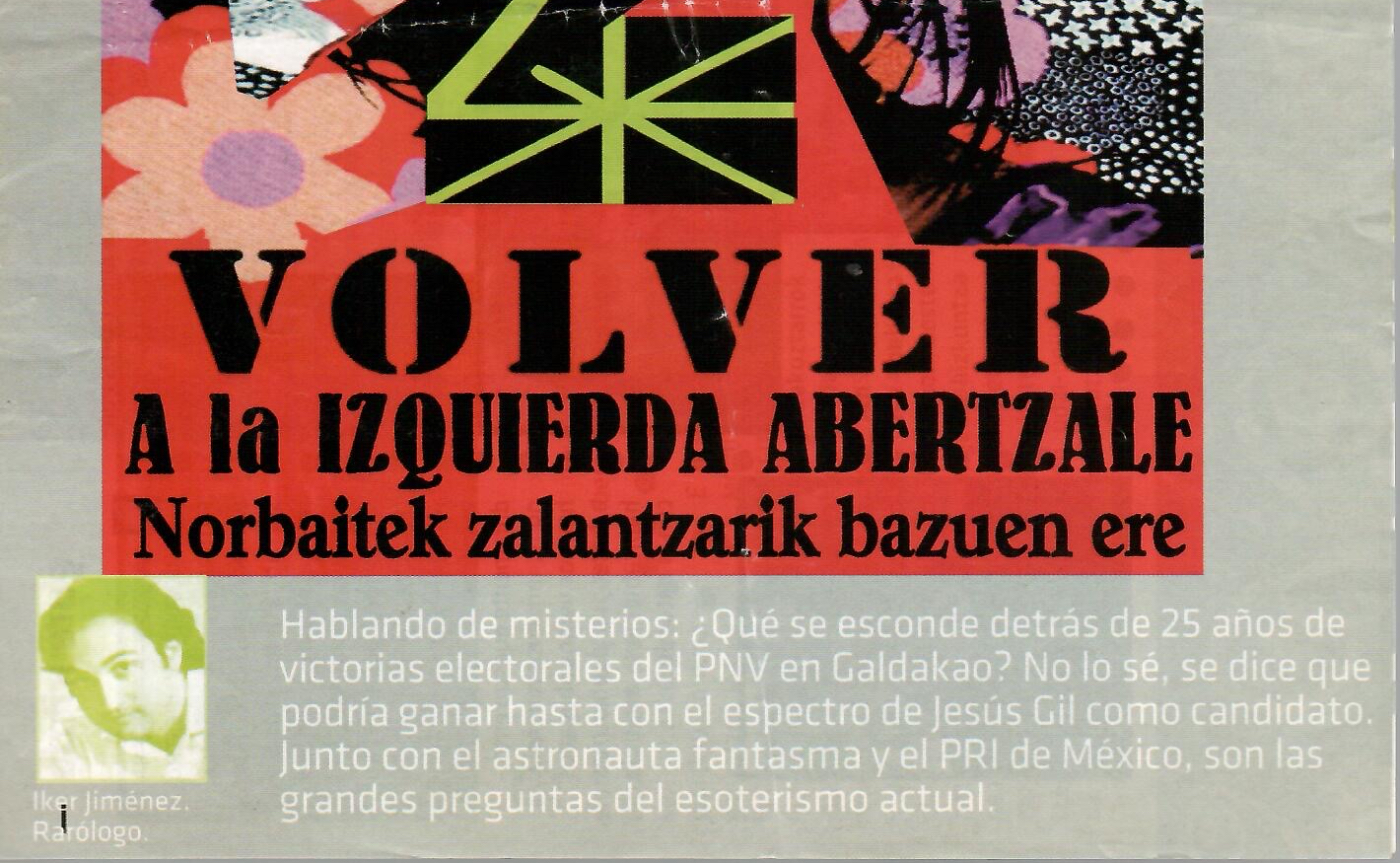 VOLVER
A la IZQUIERDA ABERTZALE
Norbaitek zalantzarik bazuen ere
Hablando de misterios: ¿Qué se esconde detrás de 25 años de
victorias electorales del PNV en Galdakao? No lo sé, se dice que
podría ganar hasta con el espectro de Jesús Gil como candidato.
Junto con el astronauta fantasma y el PRI de México, son las
grandes preguntas del esoterismo actual.
Iker Jiménez.
i
Rarólogo.